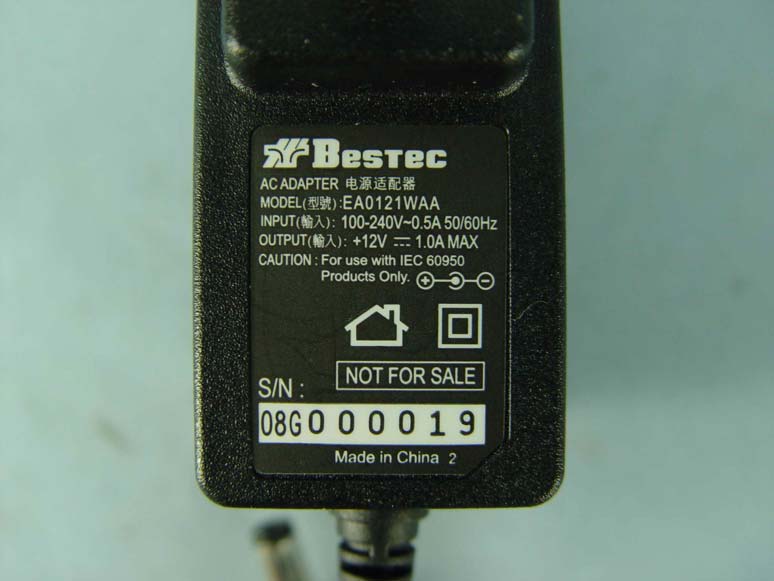 BESTEC
AC ADAPTER 电源适配器
MODEL(型號):EA0121WAA
INPUT(輸入): 100-240V~0.5A 50/60Hz
OUTPUT(輸入): +12V ⎓ 1.0A MAX
CAUTION : For use with IEC 60950
Products Only.
NOT FOR SALE
S/N :
08G000019
Made in China 2